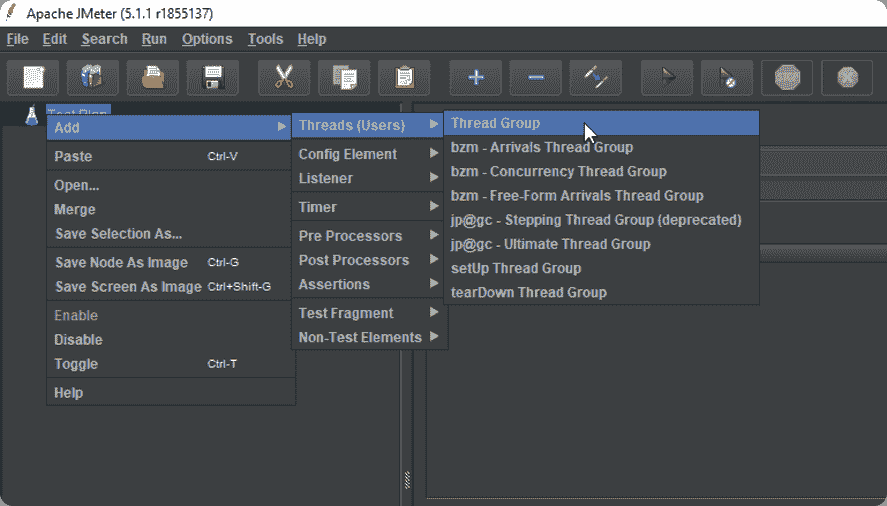 Apache JMeter (5.1.1 r1855137)
File Edit Search Run Options Tools Help
Test Plan
Add
Paste Ctrl-V
Open...
Merge
Save Selection As...
Save Node As Image Ctrl-G
Save Screen As Image Ctrl+Shift-G
Enable
Disable
Toggle Ctrl-T
Help
Threads (Users)
Config Element
Listener
Timer
Pre Processors
Post Processors
Assertions
Test Fragment
Non-Test Elements
Thread Group
bzm - Arrivals Thread Group
bzm - Concurrency Thread Group
bzm - Free-Form Arrivals Thread Group
jp@gc - Stepping Thread Group (deprecated)
jp@gc - Ultimate Thread Group
setUp Thread Group
tearDown Thread Group